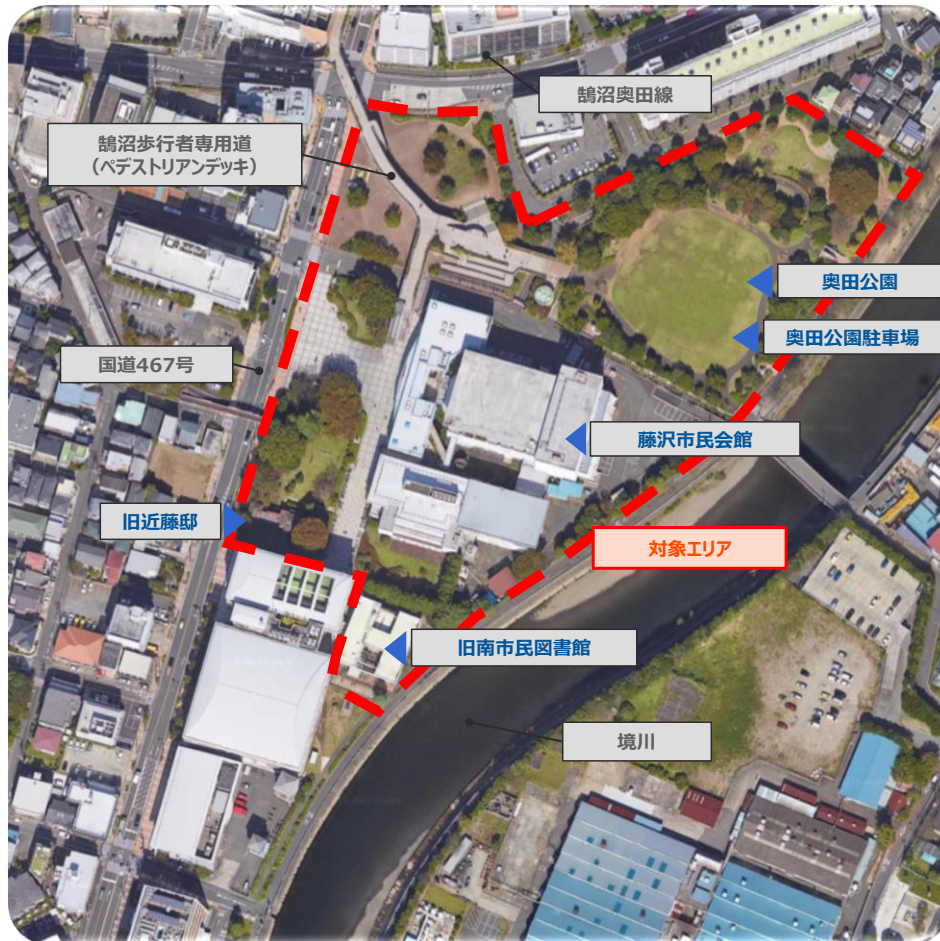 鵠沼奥田線
鵠沼歩行者専用道
(ペデストリアンデッキ)
奥田公園
奥田公園駐車場
国道467号
藤沢市民会館
旧近藤邸
対象エリア
旧南市民図書館
境川